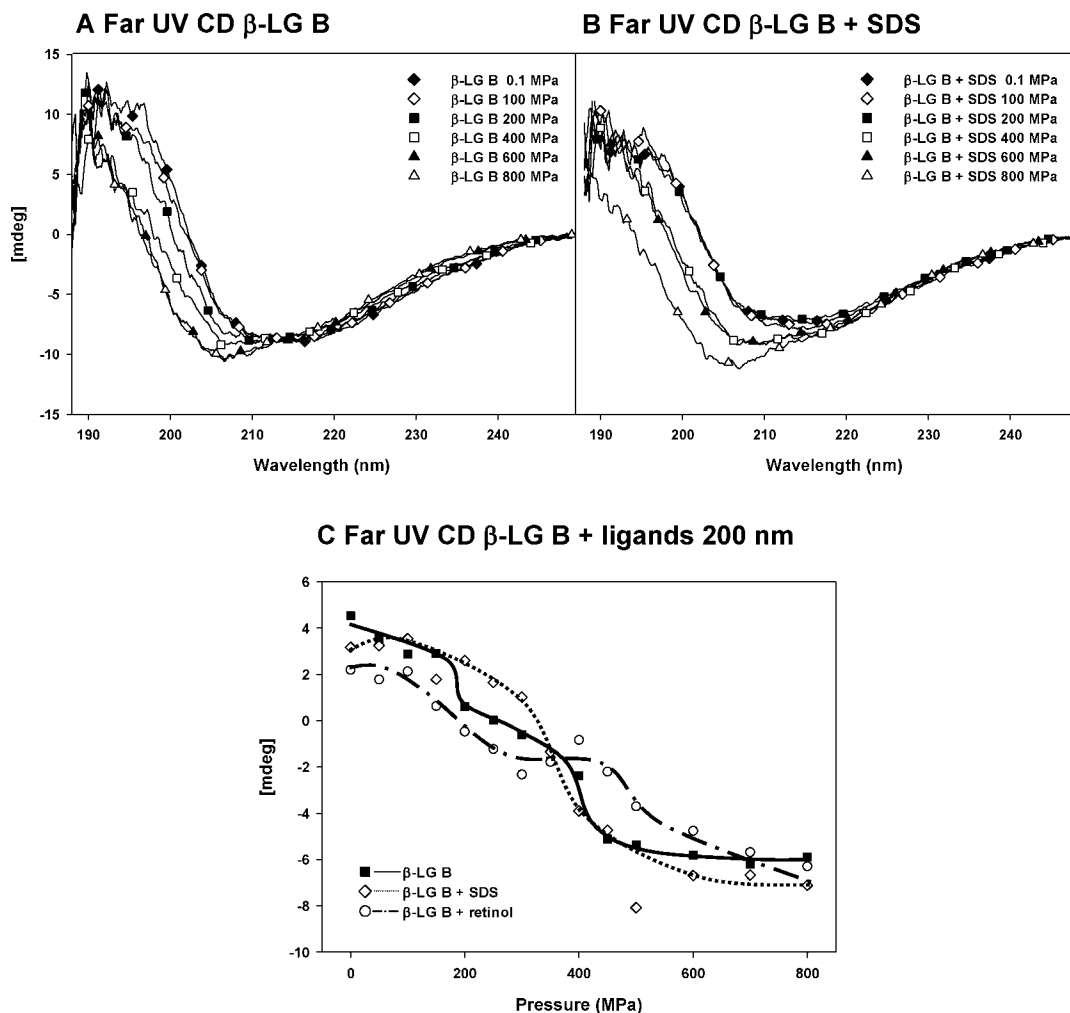 A Far UV CD β-LG B
B Far UV CD β-LG B + SDS
15
10
5
0
-5
-10
-15
[mdeg]
β-LG B 0.1 MPa
β-LG B 100 MPa
β-LG B 200 MPa
β-LG B 400 MPa
β-LG B 600 MPa
β-LG B 800 MPa
β-LG B + SDS 0.1 MPa
β-LG B + SDS 100 MPa
β-LG B + SDS 200 MPa
β-LG B + SDS 400 MPa
β-LG B + SDS 600 MPa
β-LG B + SDS 800 MPa
190 200 210 220 230 240
190 200 210 220 230 240
Wavelength (nm)
Wavelength (nm)
C Far UV CD β-LG B + ligands 200 nm
6
4
2
0
-2
-4
-6
-8
-10
[mdeg]
β-LG B
β-LG B + SDS
β-LG B + retinol
0 200 400 600 800
Pressure (MPa)